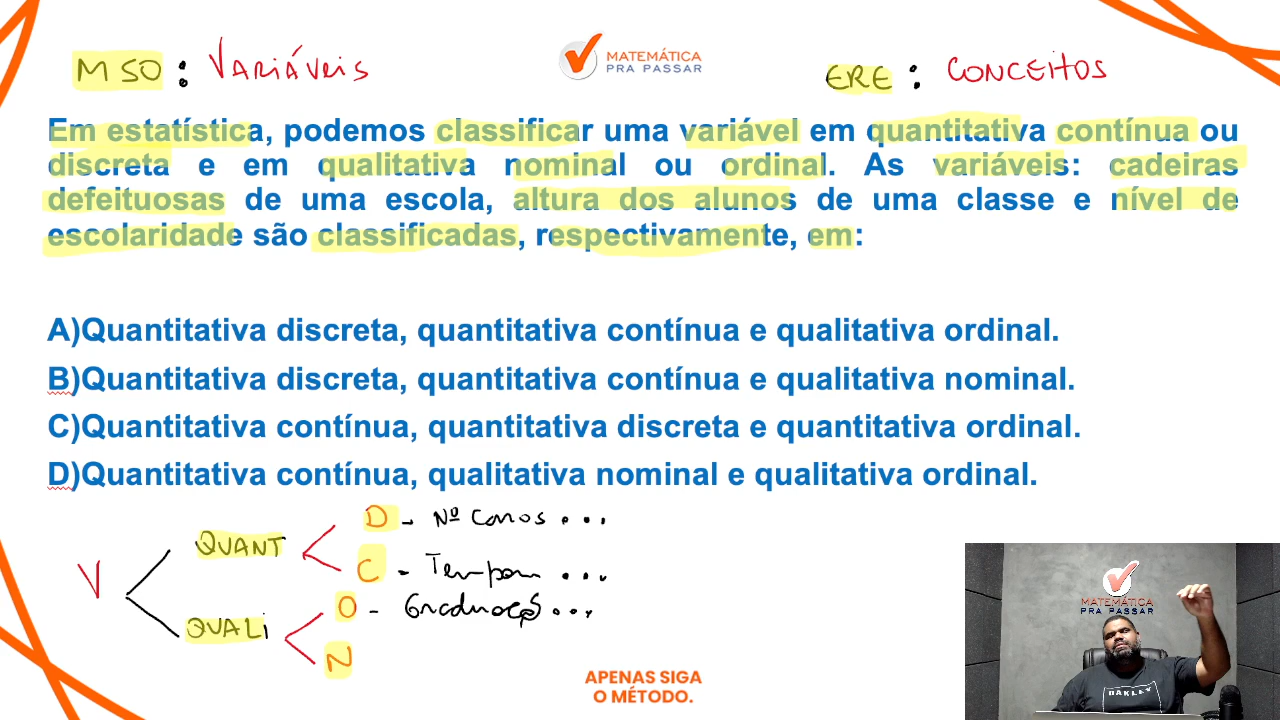 MSO : VARIÁVEIS
MATEMÁTICA
PRA PASSAR
ERE : CONCEITOS
Em estatística, podemos classificar uma variável em quantitativa contínua ou
discreta e em qualitativa nominal ou ordinal. As variáveis: cadeiras
defeituosas de uma escola, altura dos alunos de uma classe e nível de
escolaridade são classificadas, respectivamente, em:
A)Quantitativa discreta, quantitativa contínua e qualitativa ordinal.
B)Quantitativa discreta, quantitativa contínua e qualitativa nominal.
C)Quantitativa contínua, quantitativa discreta e quantitativa ordinal.
D)Quantitativa contínua, qualitativa nominal e qualitativa ordinal.
D - Nº ...
QUANT
V
C - ...
O - ...
QUALI
N
MATEMÁTICA
PRA PASSAR
OAKLEY
APENAS SIGA
O MÉTODO.